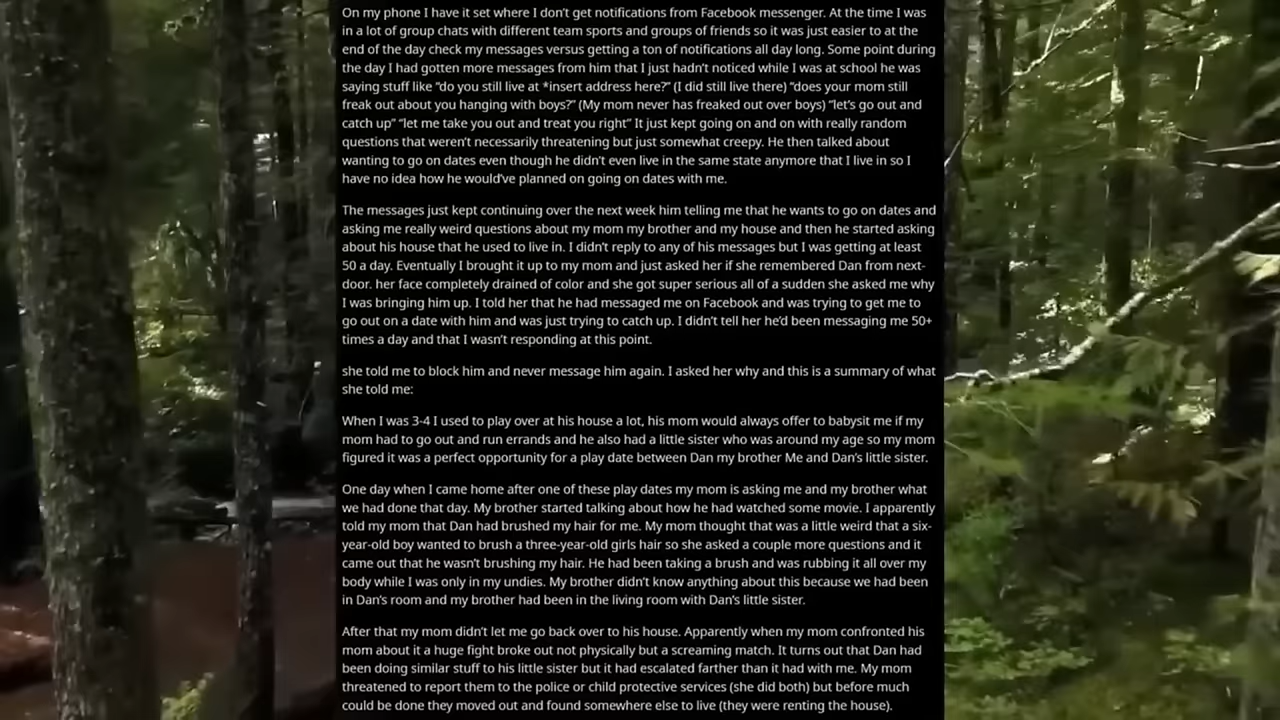 On my phone I have it set where I don't get notifications from Facebook messenger. At the time I was
in a lot of group chats with different team sports and groups of friends so it was just easier to at the
end of the day check my messages versus getting a ton of notifications all day long. Some point during
the day I had gotten more messages from him that I just hadn't noticed while I was at school he was
saying stuff like “do you still live at *insert address here?” (I did still live there) “does your mom still
freak out about you hanging with boys?” (My mom never has freaked out over boys) “let's go out and
catch up” “let me take you out and treat you right” It just kept going on and on with really random
questions that weren't necessarily threatening but just somewhat creepy. He then talked about
wanting to go on dates even though he didn't even live in the same state anymore that I live in so I
have no idea how he would've planned on going on dates with me.
The messages just kept continuing over the next week him telling me that he wants to go on dates and
asking me really weird questions about my mom my brother and my house and then he started asking
about his house that he used to live in. I didn't reply to any of his messages but I was getting at least
50 a day. Eventually I brought it up to my mom and just asked her if she remembered Dan from next-
door. her face completely drained of color and she got super serious all of a sudden she asked me why
I was bringing him up. I told her that he had messaged me on Facebook and was trying to get me to
go out on a date with him and was just trying to catch up. I didn't tell her he'd been messaging me 50+
times a day and that I wasn't responding at this point.
she told me to block him and never message him again. I asked her why and this is a summary of what
she told me:
When I was 3-4 I used to play over at his house a lot, his mom would always offer to babysit me if my
mom had to go out and run errands and he also had a little sister who was around my age so my mom
figured it was a perfect opportunity for a play date between Dan my brother Me and Dan's little sister.
One day when I came home after one of these play dates my mom is asking me and my brother what
we had done that day. My brother started talking about how he had watched some movie. I apparently
told my mom that Dan had brushed my hair for me. My mom thought that was a little weird that a six-
year-old boy wanted to brush a three-year-old girls hair so she asked a couple more questions and it
came out that he wasn't brushing my hair. He had been taking a brush and was rubbing it all over my
body while I was only in my undies. My brother didn't know anything about this because we had been
in Dan's room and my brother had been in the living room with Dan's little sister.
After that my mom didn't let me go back over to his house. Apparently when my mom confronted his
mom about it a huge fight broke out not physically but a screaming match. It turns out that Dan had
been doing similar stuff to his little sister but it had escalated farther than it had with me. My mom
threatened to report them to the police or child protective services (she did both) but before much
could be done they moved out and found somewhere else to live (they were renting the house).